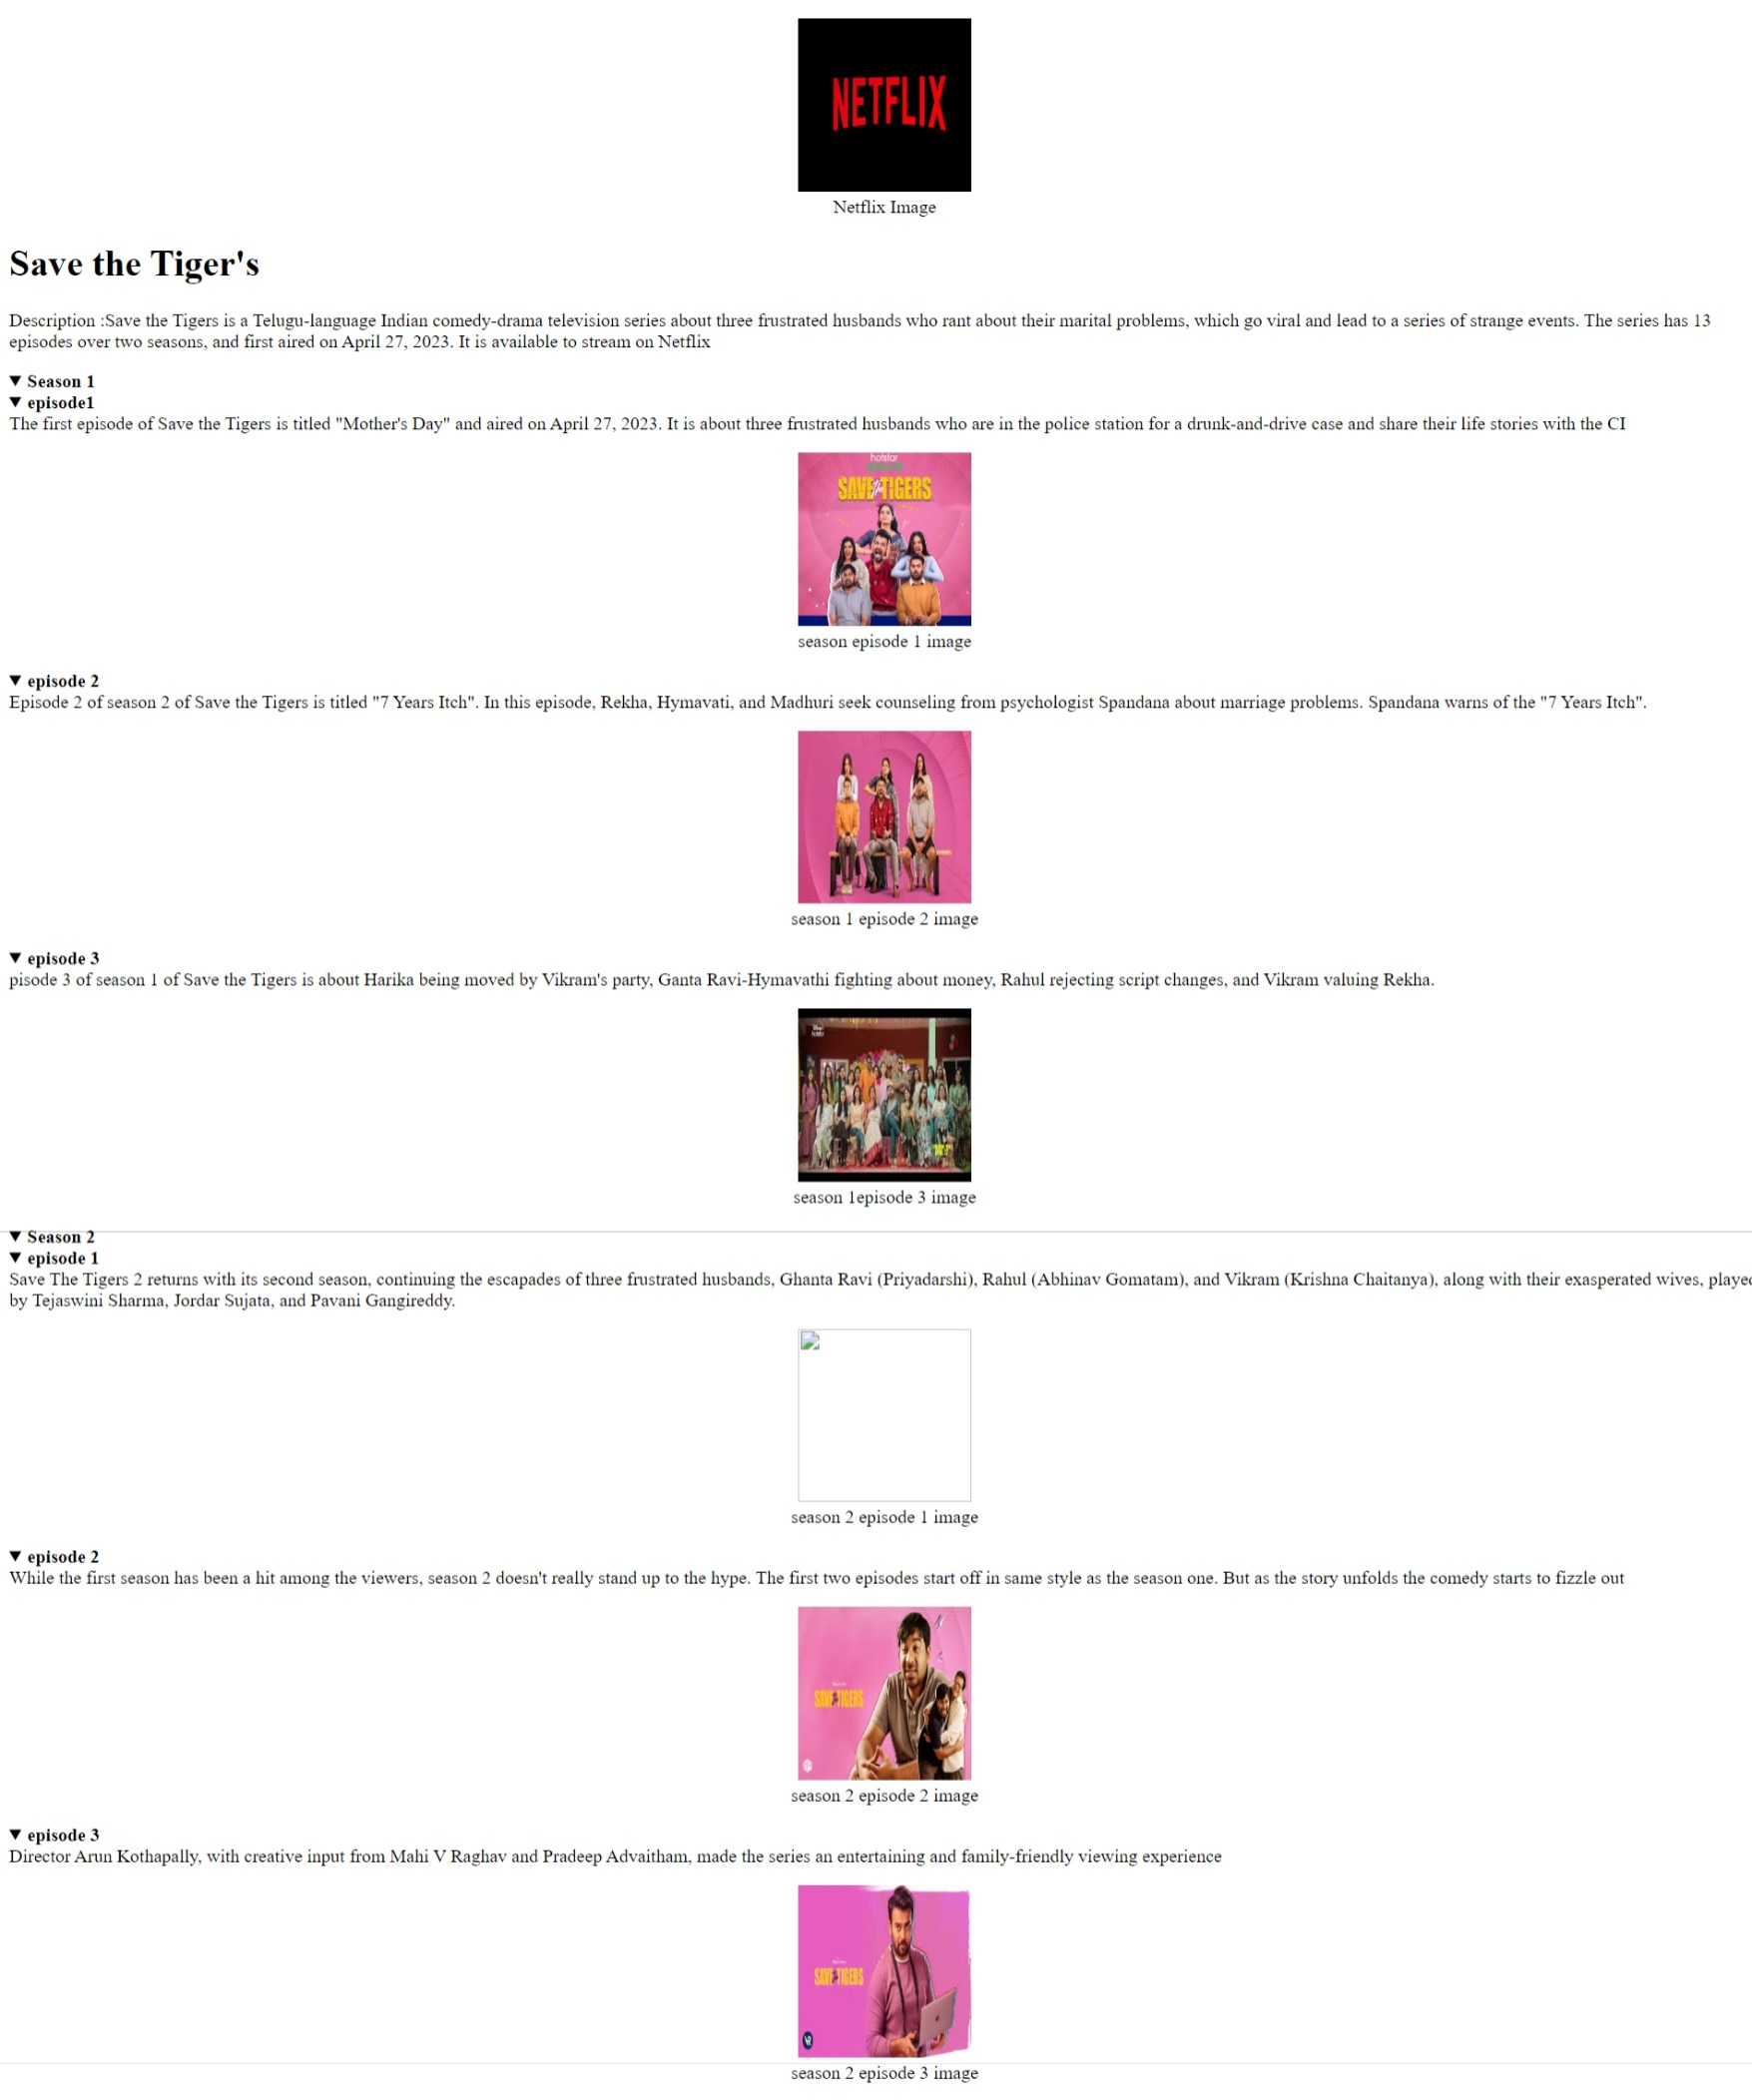 NETFLIX
Netflix Image
Save the Tiger's
Description :Save the Tigers is a Telugu-language Indian comedy-drama television series about three frustrated husbands who rant about their marital problems, which go viral and lead to a series of strange events. The series has 13
episodes over two seasons, and first aired on April 27, 2023. It is available to stream on Netflix
▼ Season 1
▼ episode1
The first episode of Save the Tigers is titled "Mother's Day" and aired on April 27, 2023. It is about three frustrated husbands who are in the police station for a drunk-and-drive case and share their life stories with the CI
hotstar
SAVE the TIGERS
season episode 1 image
▼ episode 2
Episode 2 of season 2 of Save the Tigers is titled "7 Years Itch". In this episode, Rekha, Hymavati, and Madhuri seek counseling from psychologist Spandana about marriage problems. Spandana warns of the "7 Years Itch".
season 1 episode 2 image
▼ episode 3
pisode 3 of season 1 of Save the Tigers is about Harika being moved by Vikram's party, Ganta Ravi-Hymavathi fighting about money, Rahul rejecting script changes, and Vikram valuing Rekha.
season 1episode 3 image
▼ Season 2
▼ episode 1
Save The Tigers 2 returns with its second season, continuing the escapades of three frustrated husbands, Ghanta Ravi (Priyadarshi), Rahul (Abhinav Gomatam), and Vikram (Krishna Chaitanya), along with their exasperated wives, played
by Tejaswini Sharma, Jordar Sujata, and Pavani Gangireddy.
season 2 episode 1 image
▼ episode 2
While the first season has been a hit among the viewers, season 2 doesn't really stand up to the hype. The first two episodes start off in same style as the season one. But as the story unfolds the comedy starts to fizzle out
SAVE TIGERS
season 2 episode 2 image
▼ episode 3
Director Arun Kothapally, with creative input from Mahi V Raghav and Pradeep Advaitham, made the series an entertaining and family-friendly viewing experience
SAVE TIGERS
season 2 episode 3 image